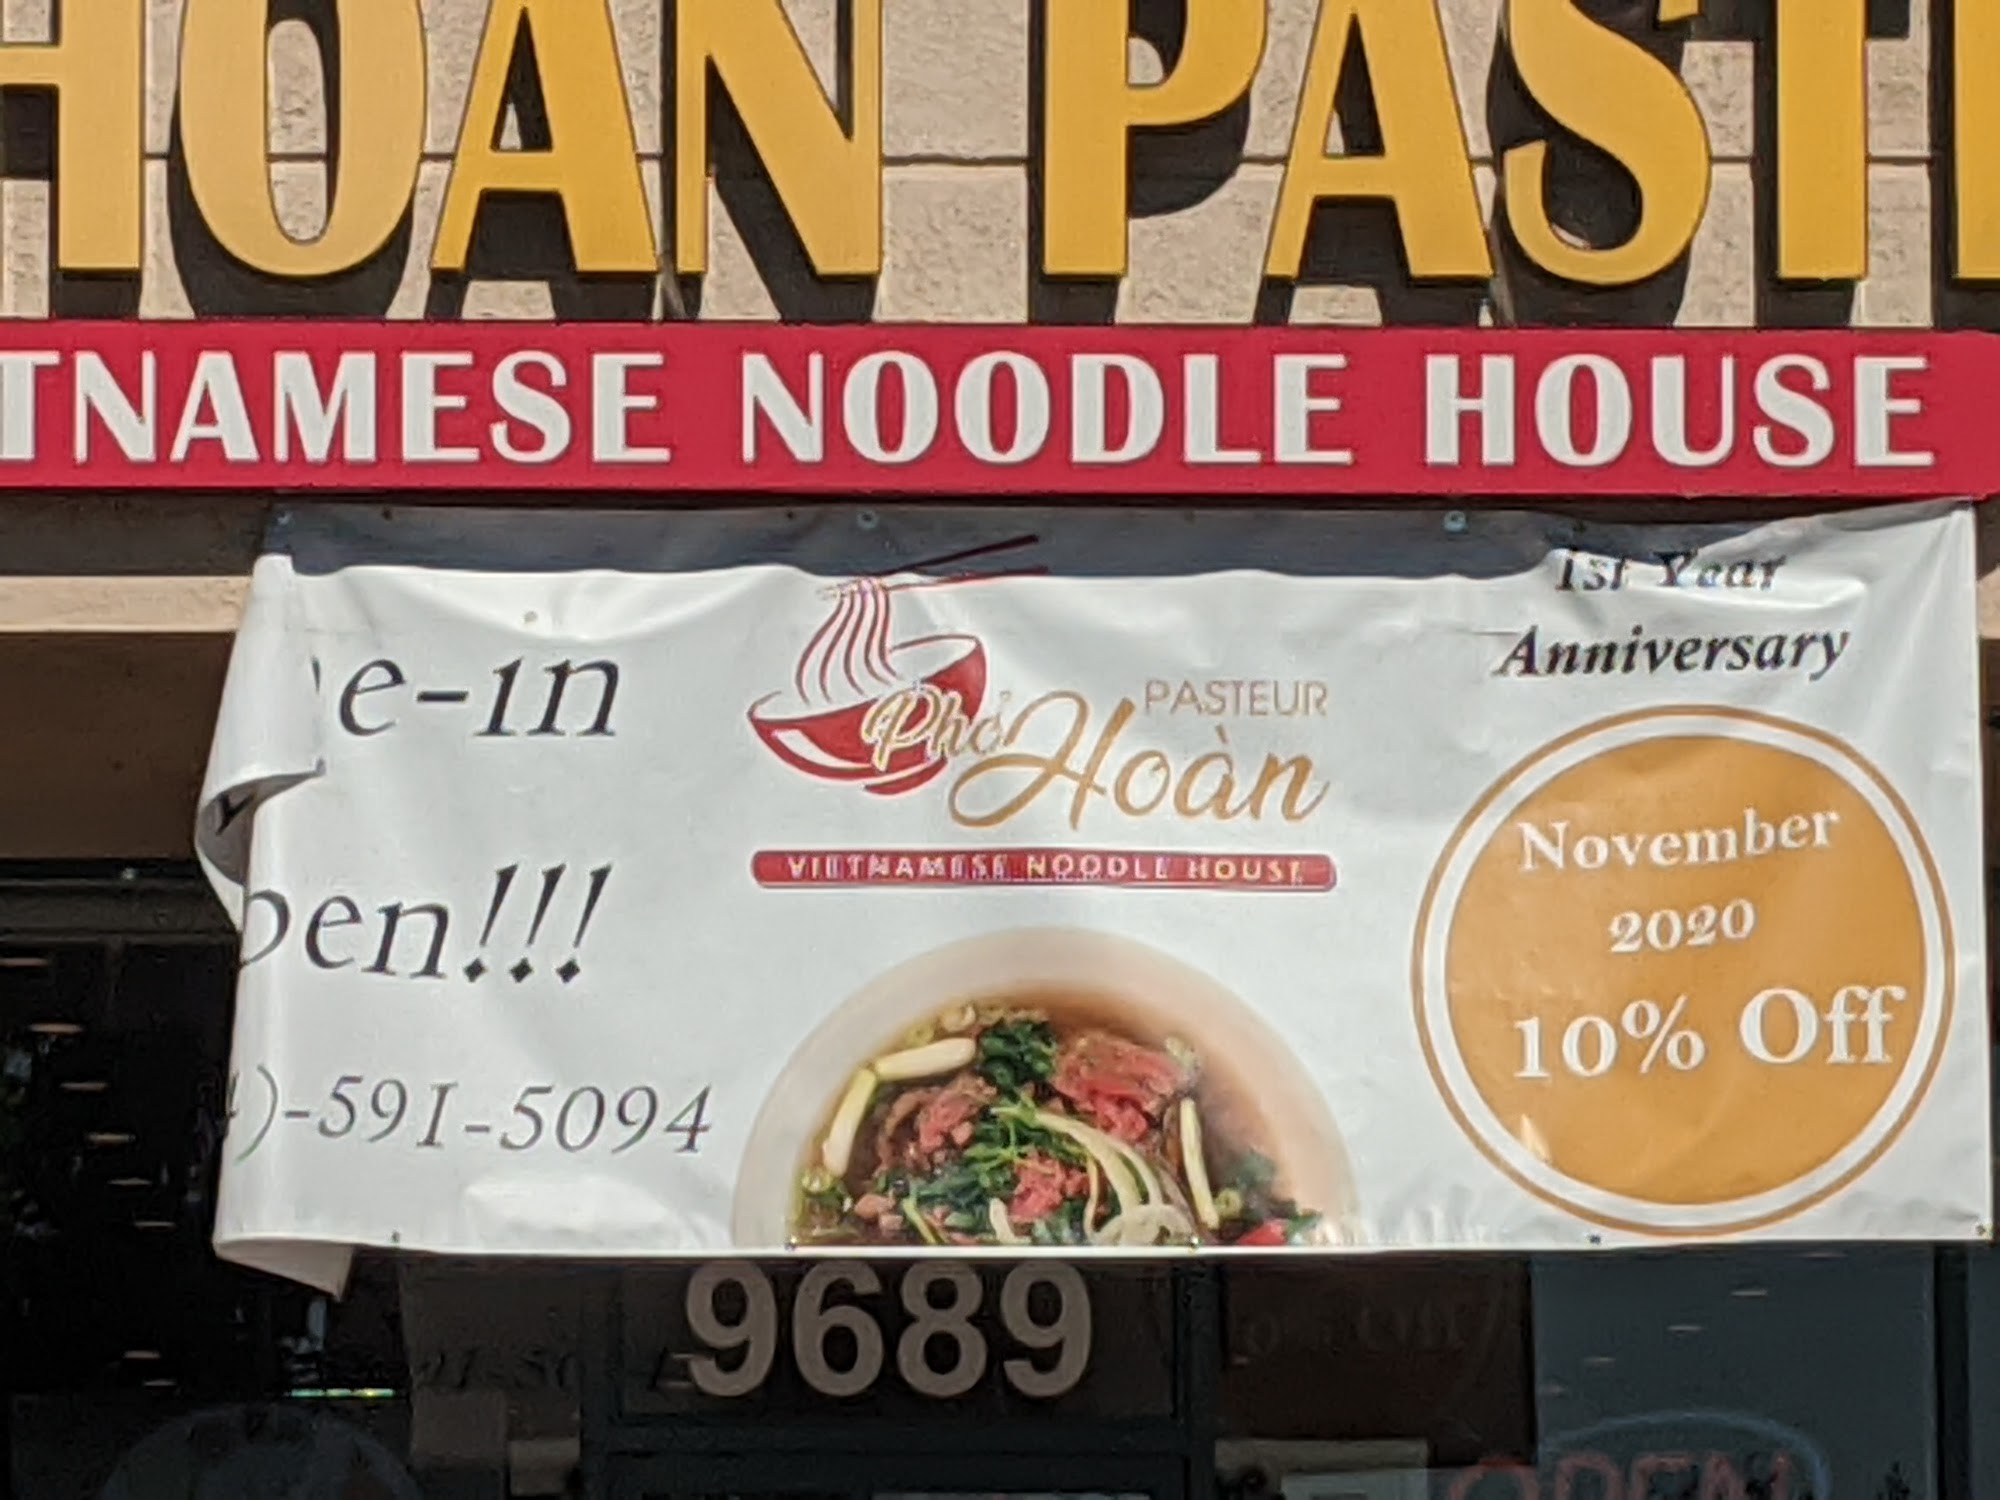 HOAN PAST
TNAMESE NOODLE HOUSE
1st Year
Anniversary
e-in
Phở
PASTEUR
Hoàn
VIETNAMESE NOODLE HOUSE
November
2020
10% Off
pen!!!
)-591-5094
9689
OPEN